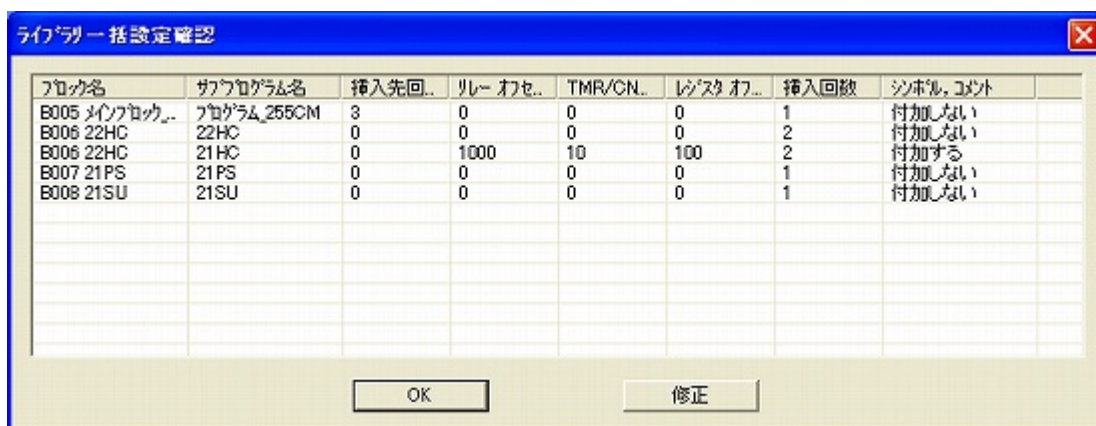 ライブラリ一括設定確認
ブロック名 サブプログラム名 挿入先回.. リレー オフセ.. TMR/CN.. レジスタ オフ... 挿入回数 シンボル，コメント
B005 メインブロック_.. プログラム_255CM 3 0 0 0 1 付加しない
B006 22HC 22HC 0 0 0 0 2 付加しない
B006 22HC 21HC 0 1000 10 100 2 付加する
B007 21PS 21PS 0 0 0 0 1 付加しない
B008 21SU 21SU 0 0 0 0 1 付加しない
OK 修正